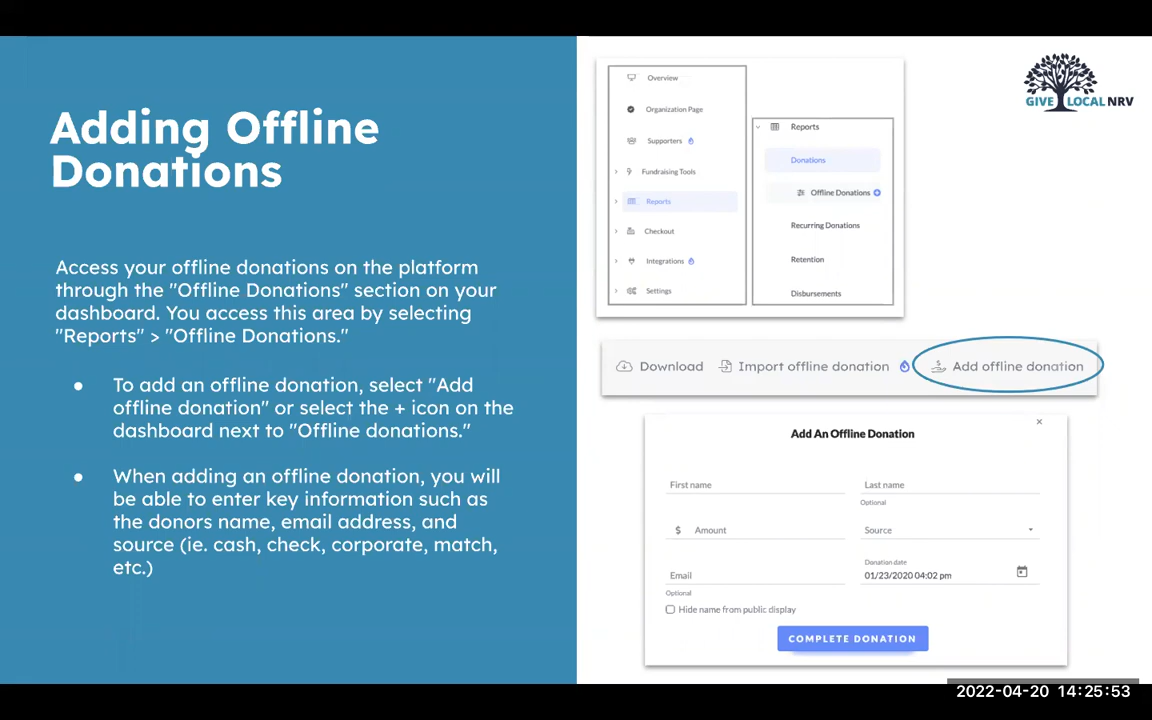 Adding Offline
Donations
Access your offline donations on the platform
through the "Offline Donations" section on your
dashboard. You access this area by selecting
"Reports" > "Offline Donations."
● To add an offline donation, select "Add
offline donation" or select the + icon on the
dashboard next to "Offline donations."
● When adding an offline donation, you will
be able to enter key information such as
the donors name, email address, and
source (ie. cash, check, corporate, match,
etc.)
Overview
Organization Page
Supporters
Fundraising Tools
Reports
Checkout
Integrations
Settings
Reports
Donations
Offline Donations
Recurring Donations
Retention
Disbursements
GIVE LOCAL NRV
Download Import offline donation Add offline donation
Add An Offline Donation
First name Last name
Optional
$ Amount Source
Donation date
Email 01/23/2020 04:02 pm
Optional
Hide name from public display
COMPLETE DONATION
2022-04-20 14:25:53